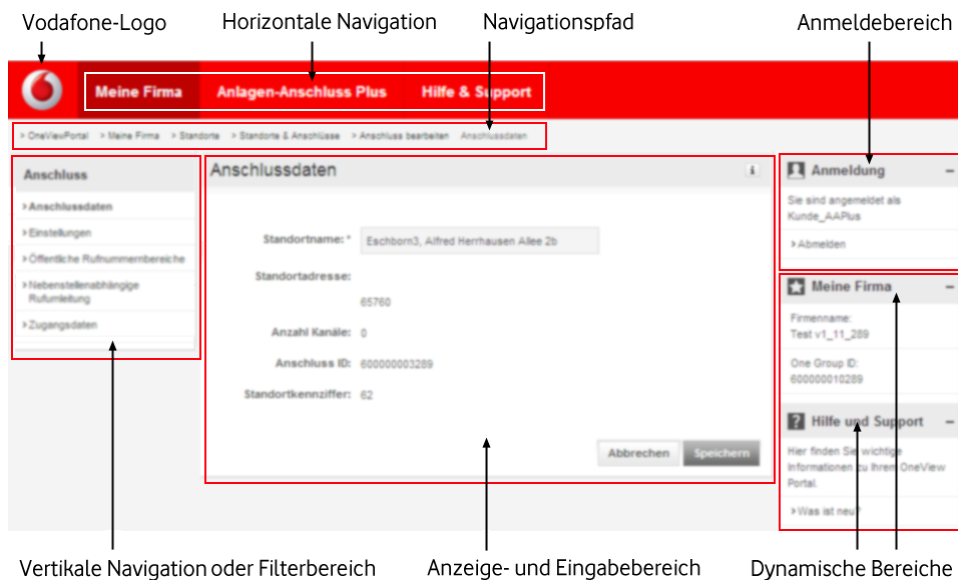 Vodafone-Logo
Horizontale Navigation
Navigationspfad
Anmeldebereich
Meine Firma
Anlagen-Anschluss Plus
Hilfe & Support
> OneViewPortal > Meine Firma > Standorte > Standorte & Anschlüsse > Anschluss bearbeiten Anschlussdaten
Anschluss
> Anschlussdaten
> Einstellungen
> Öffentliche Rufnummernbereiche
> Nebenstellenabhängige
Rufumleitung
> Zugangsdaten
Anschlussdaten
i
Standortname: * Eschborn3, Alfred Herrhausen Allee 2b
Standortadresse:
65760
Anzahl Kanäle: 0
Anschluss ID: 600000003289
Standortkennziffer: 62
Abbrechen
Speichern
Anmeldung –
Sie sind angemeldet als
Kunde_AAPlus
> Abmelden
Meine Firma –
Firmenname:
Test v1_11_289
One Group ID:
600000010289
? Hilfe und Support –
Hier finden Sie wichtige
Informationen zu Ihrem OneView
Portal.
> Was ist neu?
Vertikale Navigation oder Filterbereich
Anzeige- und Eingabebereich
Dynamische Bereiche